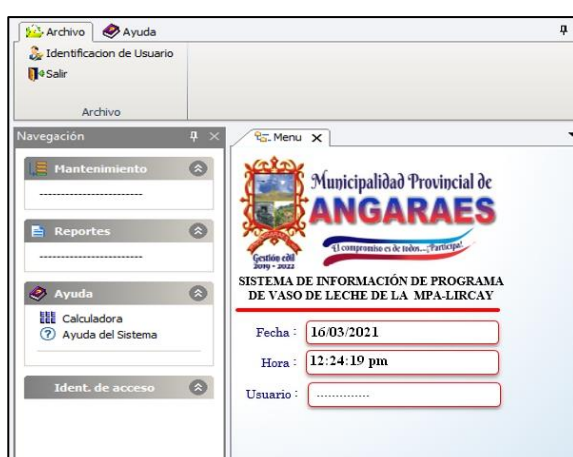 Archivo Ayuda
Identificacion de Usuario
Salir
Archivo
Navegación
Mantenimiento
------------------------
Reportes
------------------------
Ayuda
Calculadora
Ayuda del Sistema
Ident. de acceso
Menu
Municipalidad Provincial de
ANGARAES
El compromiso es de todos...¡Participa!
Gestión edil
2019 - 2022
SISTEMA DE INFORMACIÓN DE PROGRAMA
DE VASO DE LECHE DE LA MPA-LIRCAY
Fecha : 16/03/2021
Hora : 12:24:19 pm
Usuario : ..............